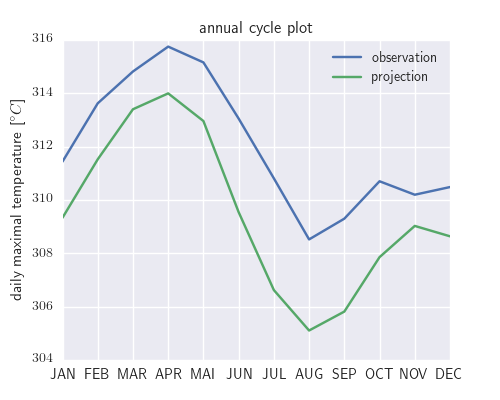 annual cycle plot
observation
projection
daily maximal temperature [°C]
316
314
312
310
308
306
304
JAN FEB MAR APR MAI JUN JUL AUG SEP OCT NOV DEC